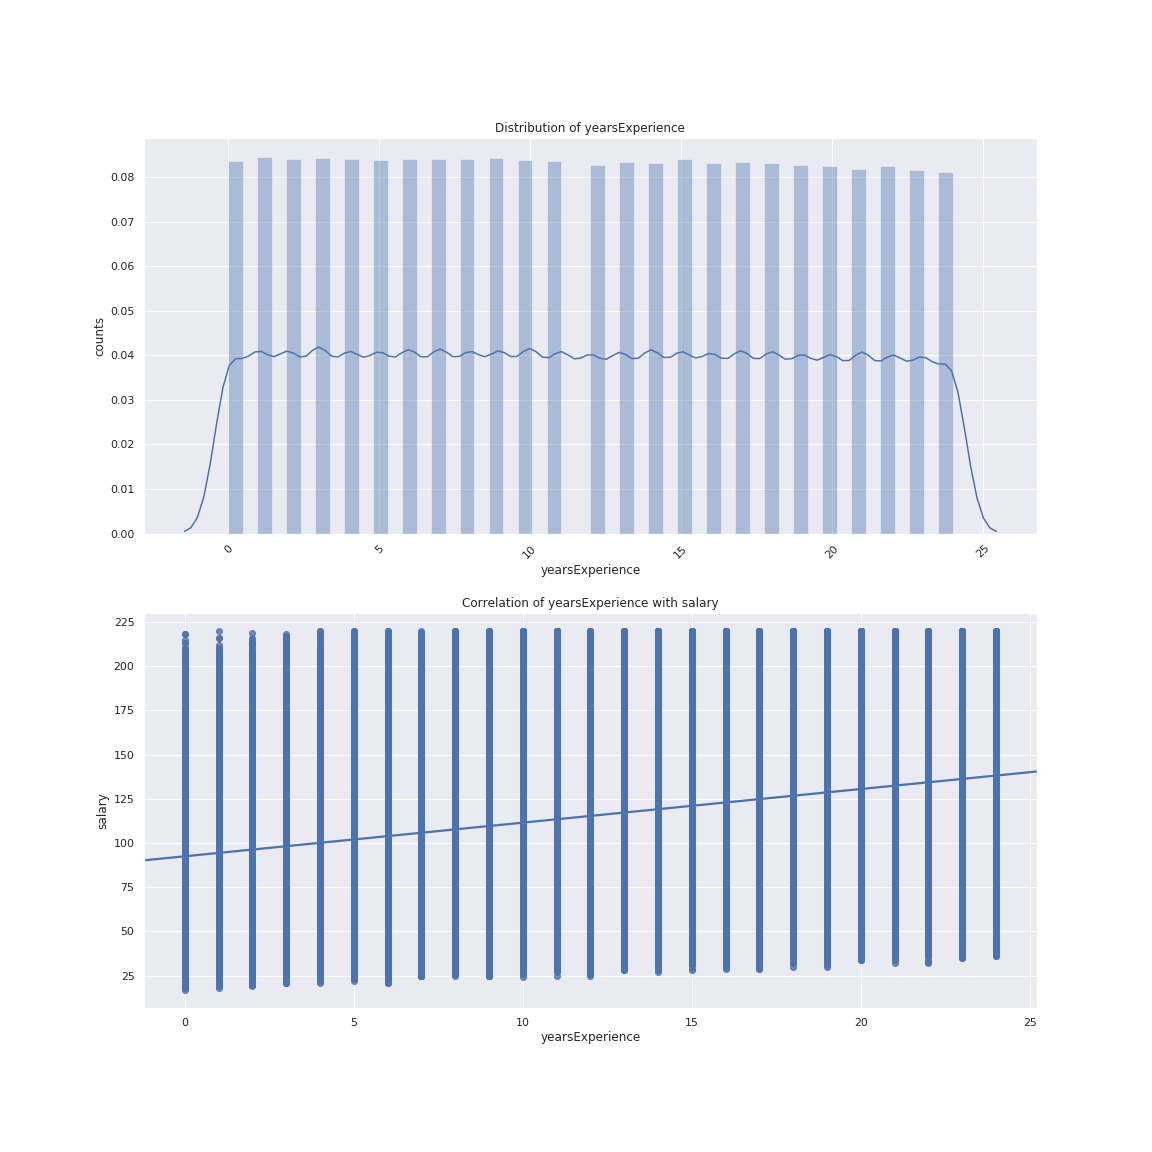 Distribution of yearsExperience
0.08
0.07
0.06
0.05
0.04
0.03
0.02
0.01
0.00
counts
0 5 10 15 20 25
yearsExperience
Correlation of yearsExperience with salary
225
200
175
150
125
100
75
50
25
salary
0 5 10 15 20 25
yearsExperience